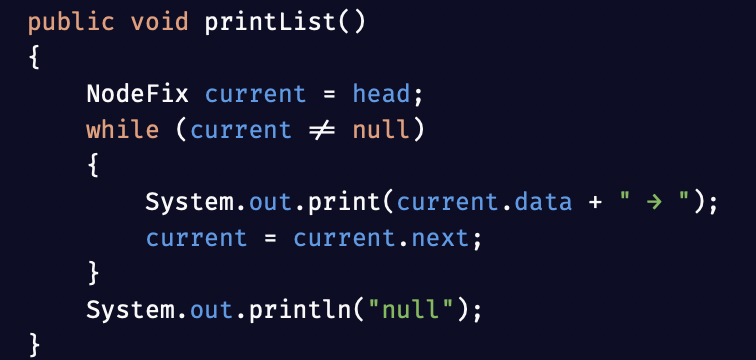 public void printList()
{
    NodeFix current = head;
    while (current ≠ null)
    {
        System.out.print(current.data + " → ");
        current = current.next;
    }
    System.out.println("null");
}